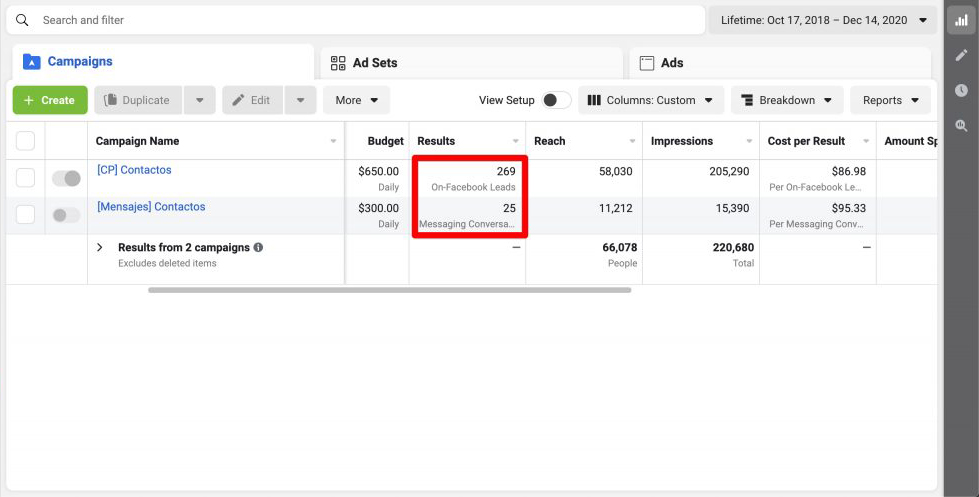 Search and filter
Lifetime: Oct 17, 2018 – Dec 14, 2020
Campaigns
Ad Sets
Ads
+ Create
Duplicate
Edit
More
View Setup
Columns: Custom
Breakdown
Reports
Campaign Name
Budget
Results
Reach
Impressions
Cost per Result
Amount Sp
[CP] Contactos
$650.00
269
58,030
205,290
$86.98
Daily
On-Facebook Leads
Per On-Facebook Le...
[Mensajes] Contactos
$300.00
25
11,212
15,390
$95.33
Daily
Messaging Conversa...
Per Messaging Conv...
Results from 2 campaigns
—
66,078
220,680
—
Excludes deleted items
People
Total